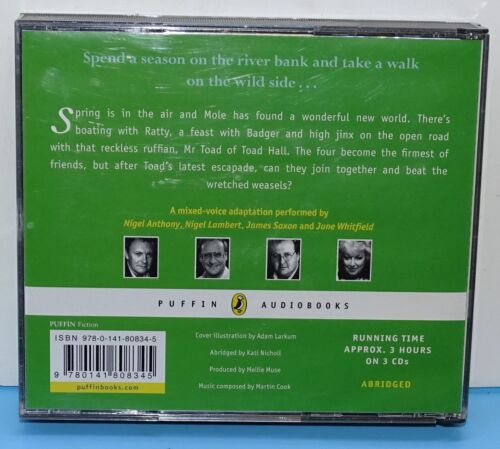 Spend a season on the river bank and take a walk
on the wild side . . .
Spring is in the air and Mole has found a wonderful new world. There's
boating with Ratty, a feast with Badger and high jinx on the open road
with that reckless ruffian, Mr Toad of Toad Hall. The four become the firmest of
friends, but after Toad's latest escapade, can they join together and beat the
wretched weasels?
A mixed-voice adaptation performed by
Nigel Anthony, Nigel Lambert, James Saxon and June Whitfield
PUFFIN AUDIOBOOKS
PUFFIN Fiction
ISBN 978-0-141-80834-5
9 780141 808345
puffinbooks.com
Cover illustration by Adam Larkum
Abridged by Kati Nicholl
Produced by Mellie Muse
Music composed by Martin Cook
RUNNING TIME
APPROX. 3 HOURS
ON 3 CDs
ABRIDGED